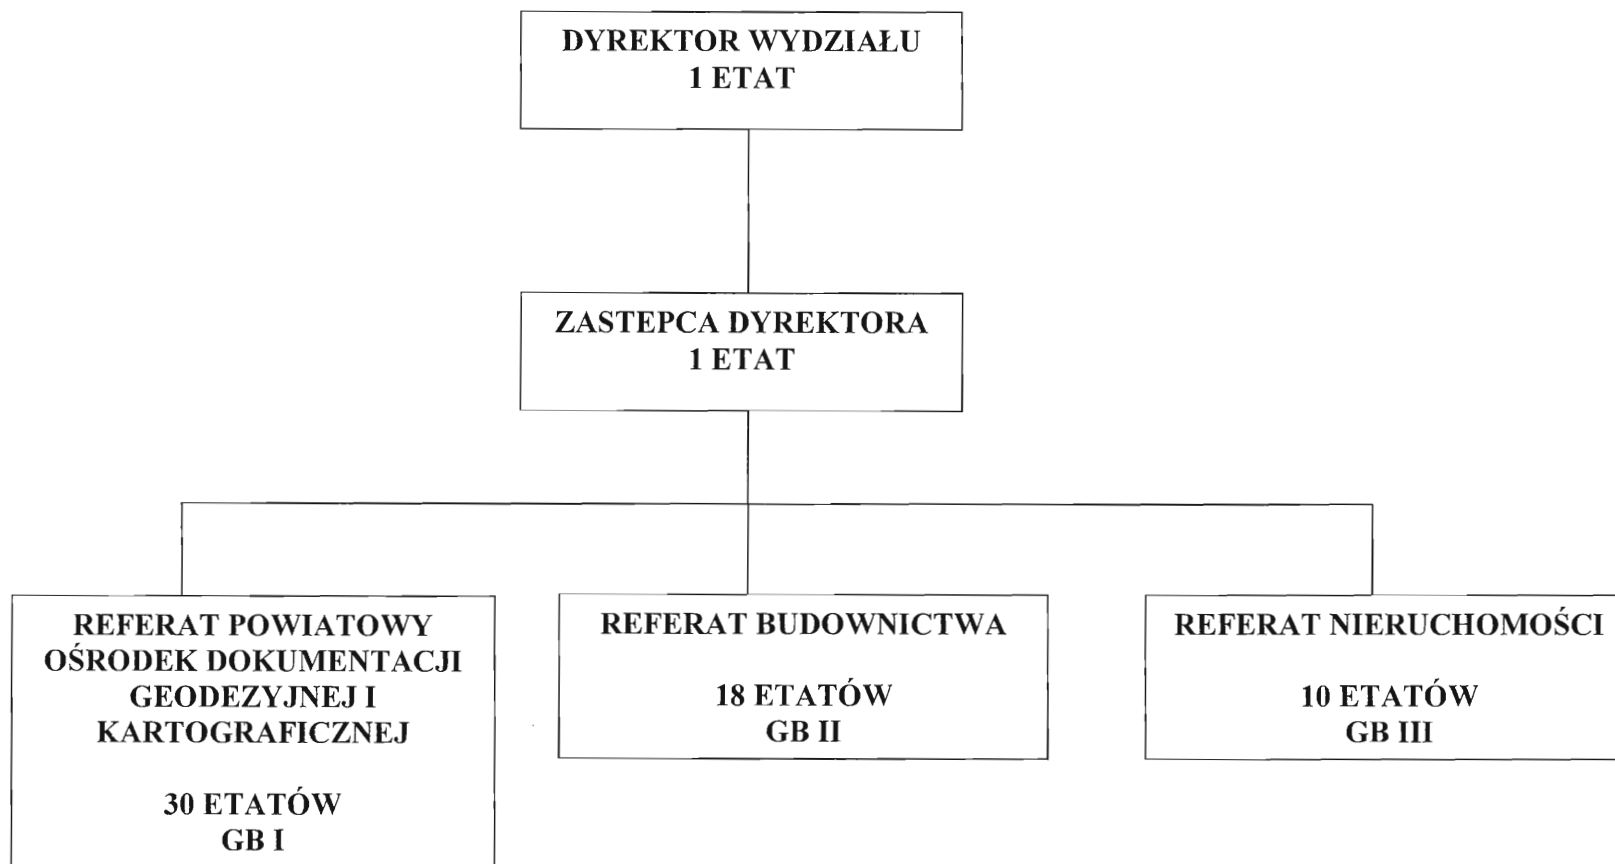 DYREKTOR WYDZIAŁU
1 ETAT
ZASTEPCA DYREKTORA
1 ETAT
REFERAT POWIATOWY
OŚRODEK DOKUMENTACJI
GEODEZYJNEJ I
KARTOGRAFICZNEJ
30 ETATÓW
GB I
REFERAT BUDOWNICTWA
18 ETATÓW
GB II
REFERAT NIERUCHOMOŚCI
10 ETATÓW
GB III